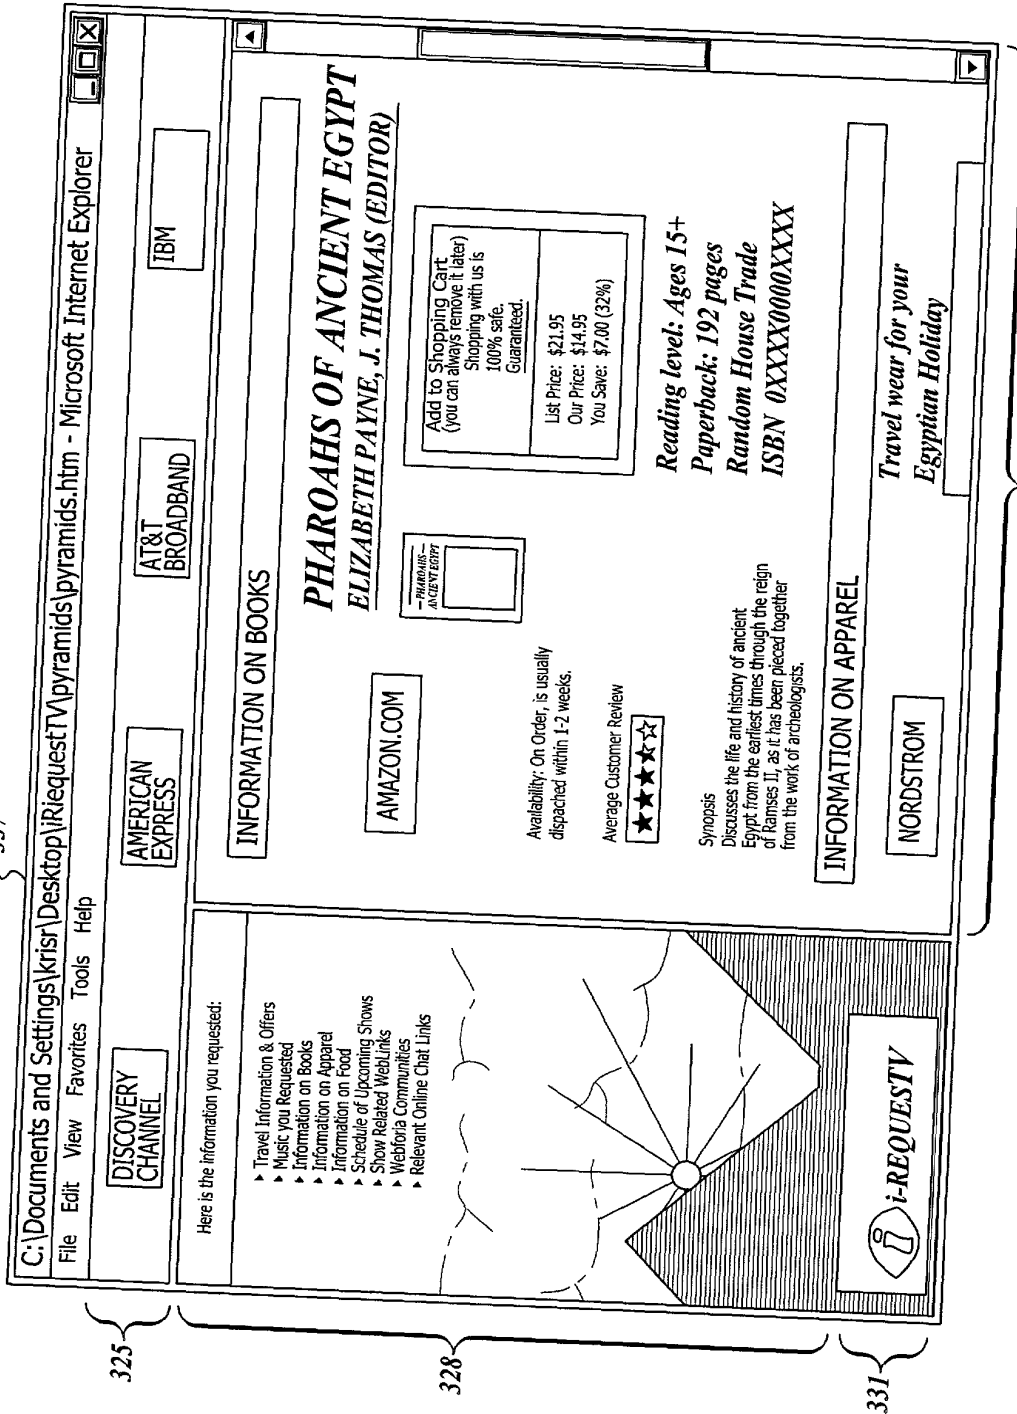 C:\Documents and Settings\krisr\Desktop\iRiequestTV\pyramids\pyramids.htm - Microsoft Internet Explorer
File Edit View Favorites Tools Help
325
DISCOVERY
CHANNEL
AMERICAN
EXPRESS
AT&T
BROADBAND
IBM
328
Here is the information you requested:
Travel Information & Offers
Music you Requested
Information on Books
Information on Apparel
Information on Food
Schedule of Upcoming Shows
Show Related WebLinks
Webforia Communities
Relevant Online Chat Links
331
i-REQUESTV
INFORMATION ON BOOKS
PHAROAHS OF ANCIENT EGYPT
ELIZABETH PAYNE, J. THOMAS (EDITOR)
AMAZON.COM
PHAROAHS
ANCIENT EGYPT
Add to Shopping Cart
(you can always remove it later)
Shopping with us is
100% safe.
Guaranteed.
List Price: $21.95
Our Price: $14.95
You Save: $7.00 (32%)
Availability: On Order, is usually
dispached within 1-2 weeks.
Average Customer Review
★★★★☆☆
Reading level: Ages 15+
Paperback: 192 pages
Random House Trade
ISBN 0XXXX0000XXXX
Synopsis
Discusses the life and history of ancient
Egypt from the earliest times through the reign
of Ramses II, as it has been pieced together
from the work of archeologists.
INFORMATION ON APPAREL
NORDSTROM
Travel wear for your
Egyptian Holiday